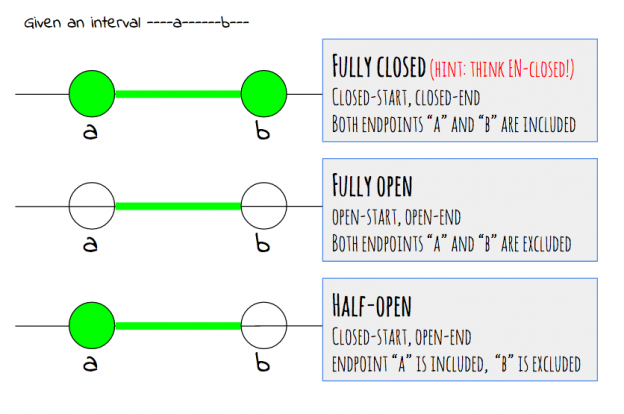 Given an interval ----a------b---
FULLY CLOSED (HINT: THINK EN-CLOSED!)
CLOSED-START, CLOSED-END
BOTH ENDPOINTS “A” AND “B” ARE INCLUDED
a
b
FULLY OPEN
OPEN-START, OPEN-END
BOTH ENDPOINTS “A” AND “B” ARE EXCLUDED
a
b
HALF-OPEN
CLOSED-START, OPEN-END
ENDPOINT “A” IS INCLUDED, “B” IS EXCLUDED
a
b